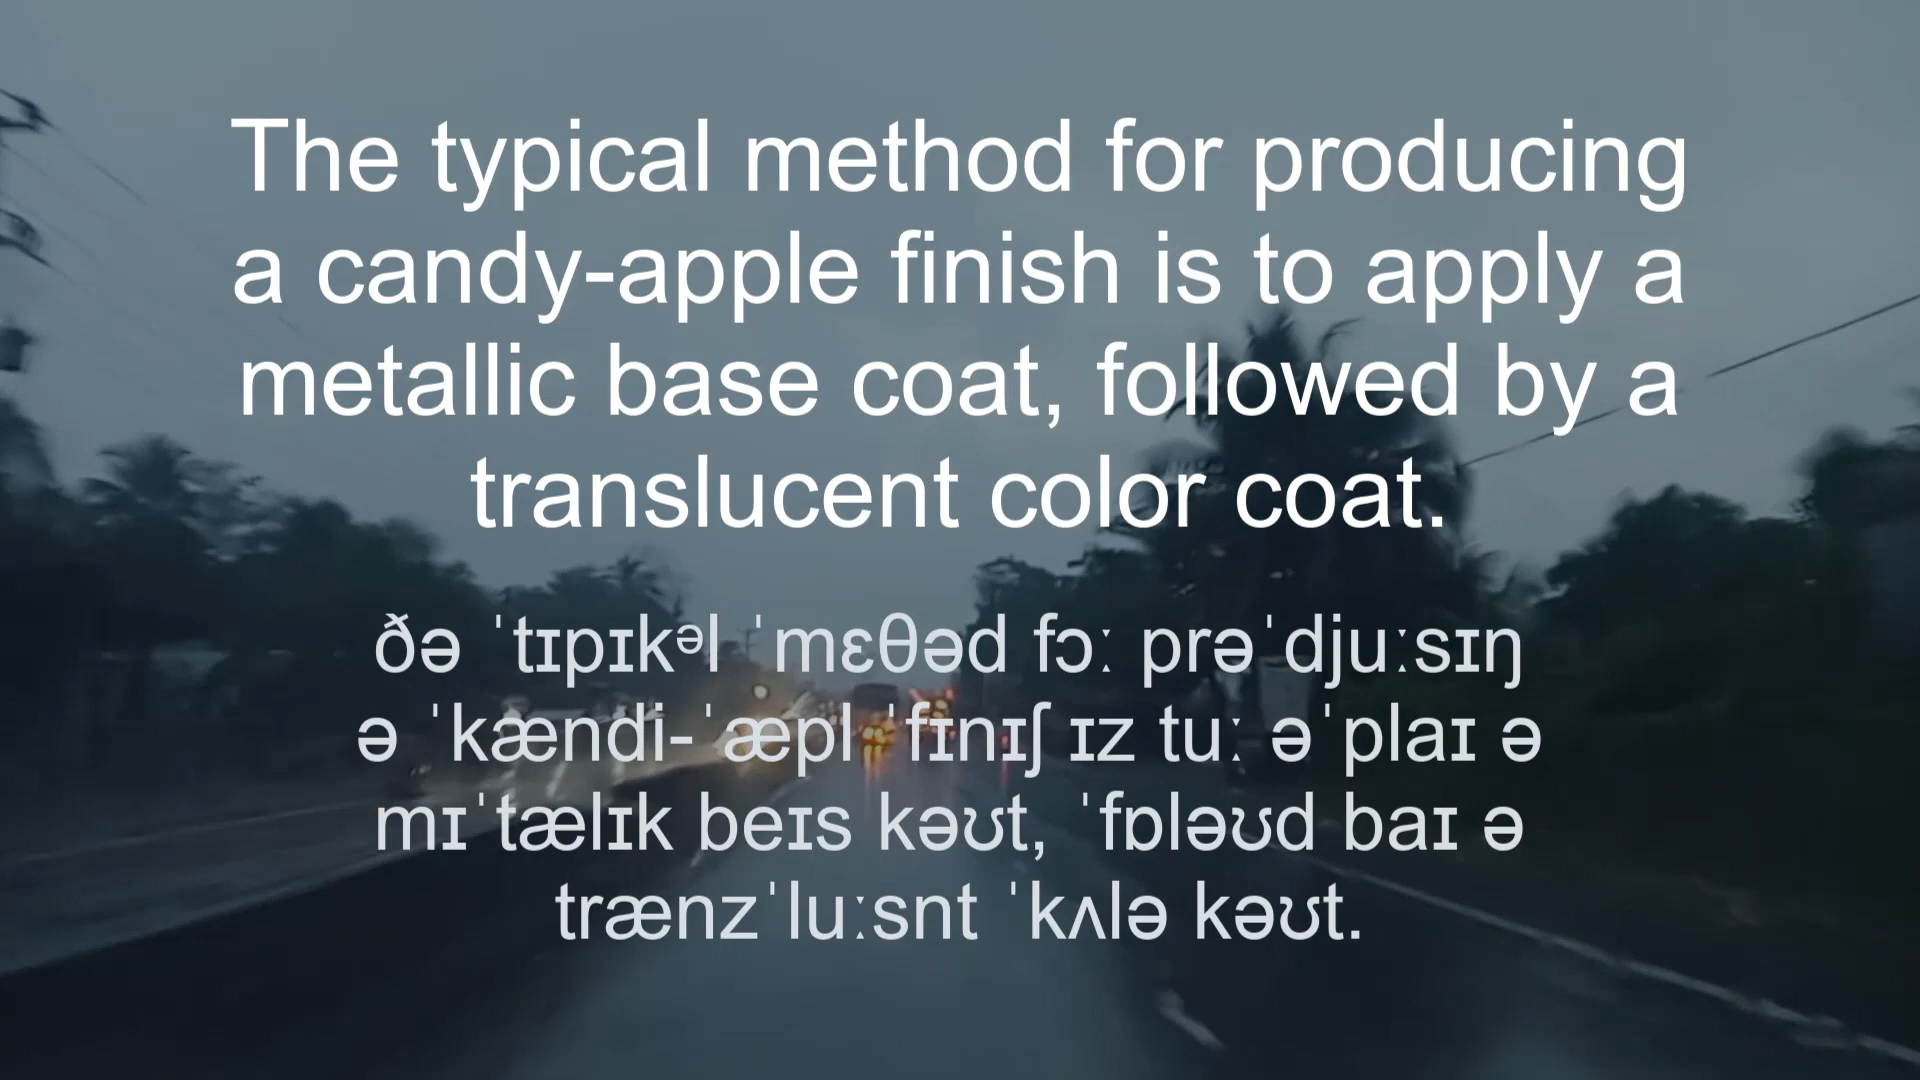 The typical method for producing
a candy-apple finish is to apply a
metallic base coat, followed by a
translucent color coat.
ðə ˈtɪpɪkᵊl ˈmɛθəd fɔː prəˈdjuːsɪŋ
ə ˈkændi- ˈæpl ˈfɪnɪʃ ɪz tuː əˈplaɪ ə
mɪˈtælɪk beɪs kəʊt, ˈfɒləʊd baɪ ə
trænzˈluːsnt ˈkʌlə kəʊt.